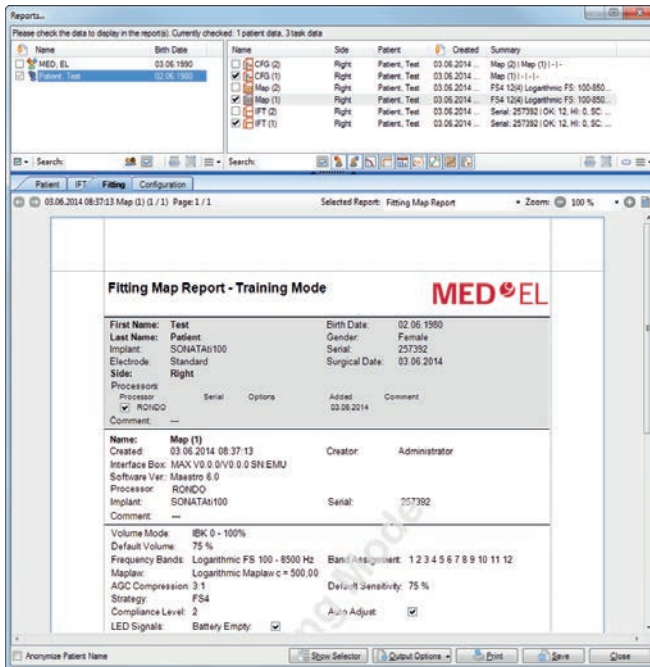 Reports...
Please check the data to display in the report(s). Currently checked: 1 patient data, 3 task data
Name Birth Date
MED, EL 03.06.1990
Patient, Test 02.06.1980
Name Side Patient Created Summary
CFG (2) Right Patient, Test 03.06.2014 ... Map (2) | Map (1) | - | -
CFG (1) Right Patient, Test 03.06.2014 ... Map (1) | - | - | -
Map (2) Right Patient, Test 03.06.2014 ... FS4 12(4) Logarithmic FS: 100-850...
Map (1) Right Patient, Test 03.06.2014 ... FS4 12(4) Logarithmic FS: 100-850...
IFT (2) Right Patient, Test 03.06.2014 ... Serial: 257392 | OK: 12, HI: 0, SC: ...
IFT (1) Right Patient, Test 03.06.2014 ... Serial: 257392 | OK: 12, HI: 0, SC: ...
Search: Search:
Patient IFT Fitting Configuration
03.06.2014 08:37:13 Map (1) (1 / 1) Page: 1 / 1 Selected Report: Fitting Map Report Zoom: 100 %
Fitting Map Report - Training Mode MED EL
First Name: Test Birth Date: 02.06.1980
Last Name: Patient Gender: Female
Implant: SONATAti100 Serial: 257392
Electrode: Standard Surgical Date: 03.06.2014
Side: Right
Processors
Processor Serial Options Added Comment
RONDO 03.06.2014
Comment: ---
Name: Map (1)
Created: 03.06.2014 08:37:13 Creator: Administrator
Interface Box: MAX V0.0.0/V0.0.0 SN:EMU
Software Ver.: Maestro 6.0
Processor: RONDO
Implant: SONATAti100 Serial: 257392
Comment: ---
Volume Mode: IBK 0 - 100%
Default Volume: 75 %
Frequency Bands: Logarithmic FS 100 - 8500 Hz Band Assignment: 1 2 3 4 5 6 7 8 9 10 11 12
Maplaw: Logarithmic Maplaw c = 500.00
AGC Compression: 3:1 Default Sensitivity: 75 %
Strategy: FS4
Compliance Level: 2 Auto Adjust:
LED Signals: Battery Empty:
ng Mode
Anonymize Patient Name Show Selector Output Options Print Save Close